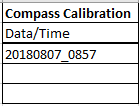 Compass Calibration
Data/Time
20180807_0857